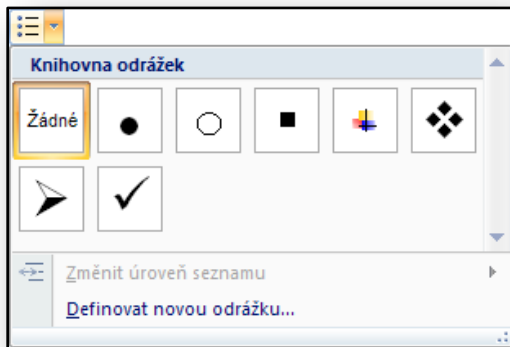 Knihovna odrážek
Žádné
Změnit úroveň seznamu
Definovat novou odrážku...